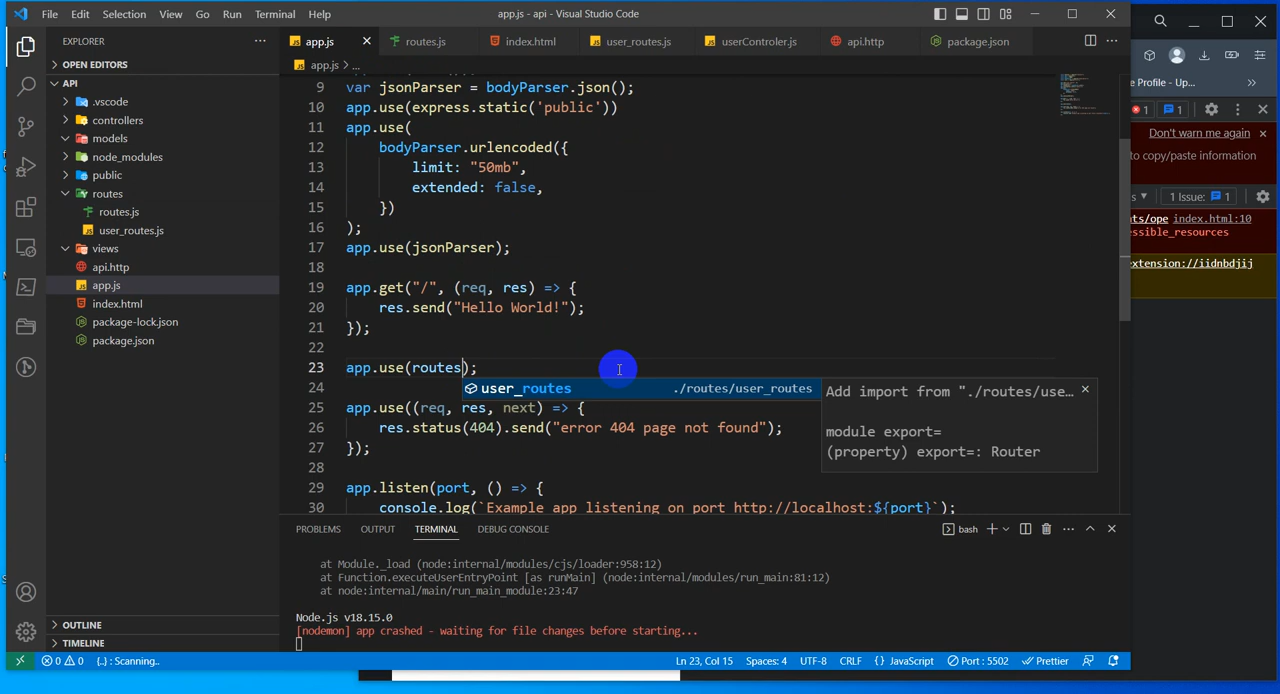 File Edit Selection View Go Run Terminal Help
app.js - api - Visual Studio Code
EXPLORER
OPEN EDITORS
API
.vscode
controllers
models
node_modules
public
routes
routes.js
user_routes.js
views
api.http
app.js
index.html
package-lock.json
package.json
OUTLINE
TIMELINE
app.js routes.js index.html user_routes.js userControler.js api.http package.json
app.js > ...
9 var jsonParser = bodyParser.json();
10 app.use(express.static('public'))
11 app.use(
12 bodyParser.urlencoded({
13 limit: "50mb",
14 extended: false,
15 })
16 );
17 app.use(jsonParser);
18
19 app.get("/", (req, res) => {
20 res.send("Hello World!");
21 });
22
23 app.use(routes);
user_routes ./routes/user_routes
Add import from "./routes/use...
module export=
(property) export=: Router
24
25 app.use((req, res, next) => {
26 res.status(404).send("error 404 page not found");
27 });
28
29 app.listen(port, () => {
30 console.log(`Example app listening on port http://localhost:${port}`);
PROBLEMS OUTPUT TERMINAL DEBUG CONSOLE
bash
at Module._load (node:internal/modules/cjs/loader:958:12)
at Function.executeUserEntryPoint [as runMain] (node:internal/modules/run_main:81:12)
at node:internal/main/run_main_module:23:47
Node.js v18.15.0
[nodemon] app crashed - waiting for file changes before starting...
0 0 {..} : Scanning..
Ln 23, Col 15 Spaces: 4 UTF-8 CRLF {} JavaScript Port : 5502 Prettier
e Profile - Up...
1 1
Don't warn me again
to copy/paste information
1 Issue: 1
nts/ope index.html:10
essible_resources
extension://iidnbdjij